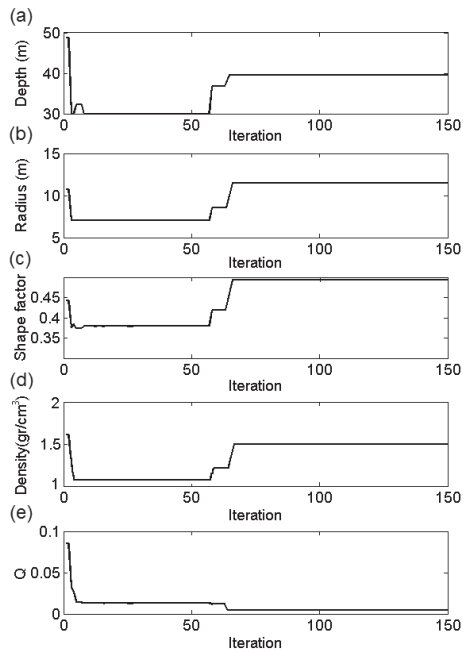 (a)
50
40
30
Depth (m)
0
50
100
150
Iteration
(b)
15
10
5
Radius (m)
0
50
100
150
Iteration
(c)
0.45
0.4
0.35
Shape factor
0
50
100
150
Iteration
(d)
2
1.5
1
Density(gr/cm³)
0
50
100
150
Iteration
(e)
0.1
0.05
0
Q
0
50
100
150
Iteration